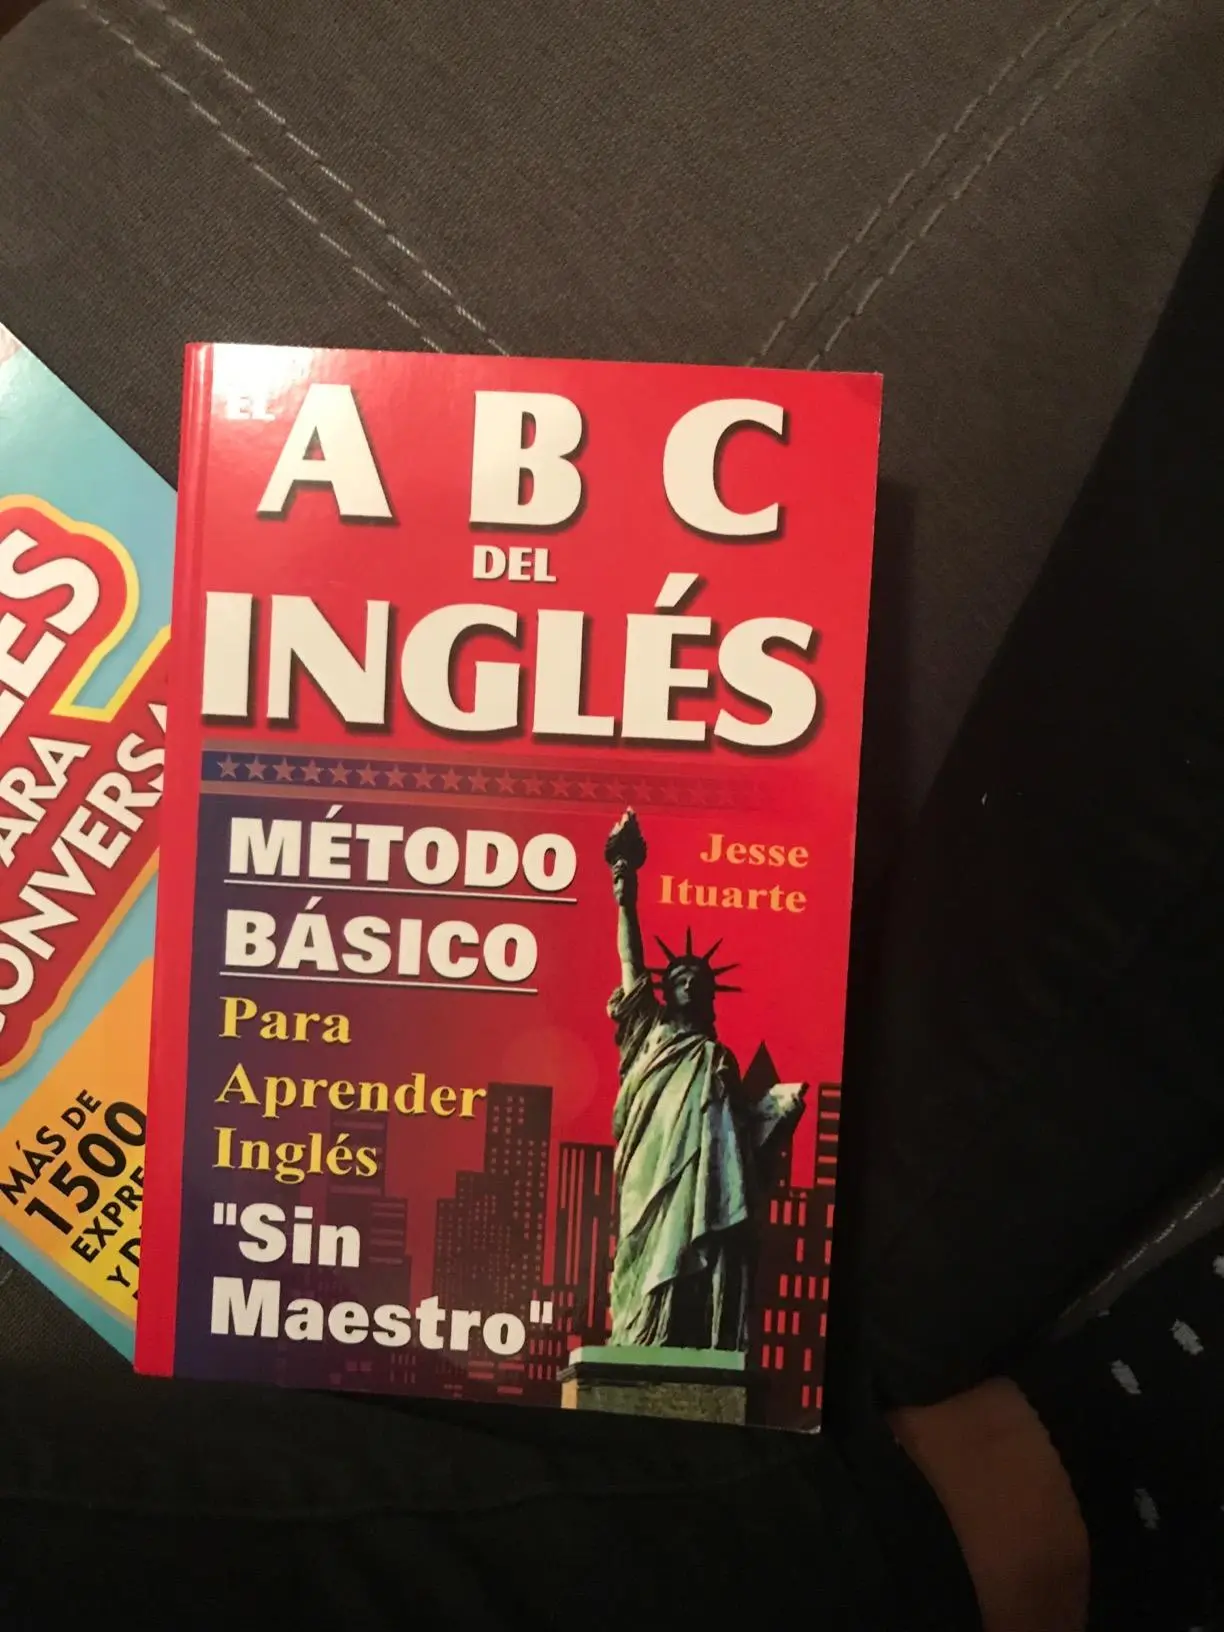 EL
A B C
DEL
INGLÉS
Jesse
Ituarte
MÉTODO
BÁSICO
Para
Aprender
Inglés
"Sin
Maestro"
MÁS DE
1500